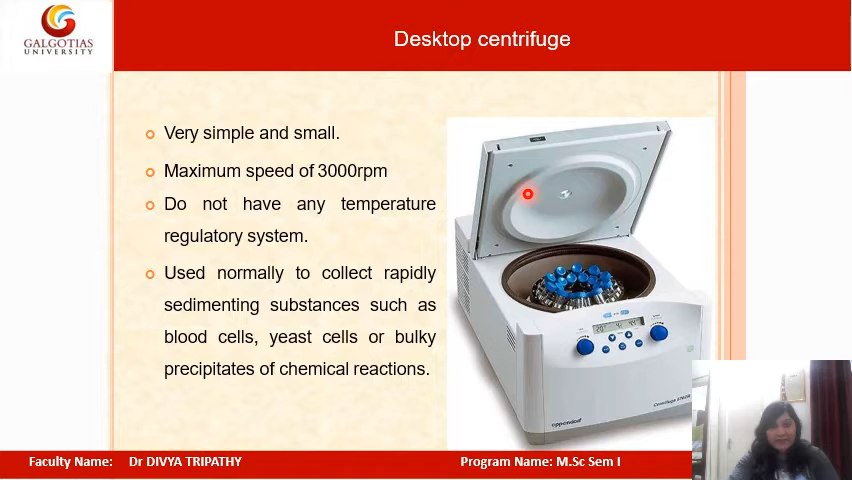 GALGOTIAS
UNIVERSITY
Desktop centrifuge
Very simple and small.
Maximum speed of 3000rpm
Do not have any temperature
regulatory system.
Used normally to collect rapidly
sedimenting substances such as
blood cells, yeast cells or bulky
precipitates of chemical reactions.
eppendorf
Faculty Name: Dr DIVYA TRIPATHY
Program Name: M.Sc Sem I